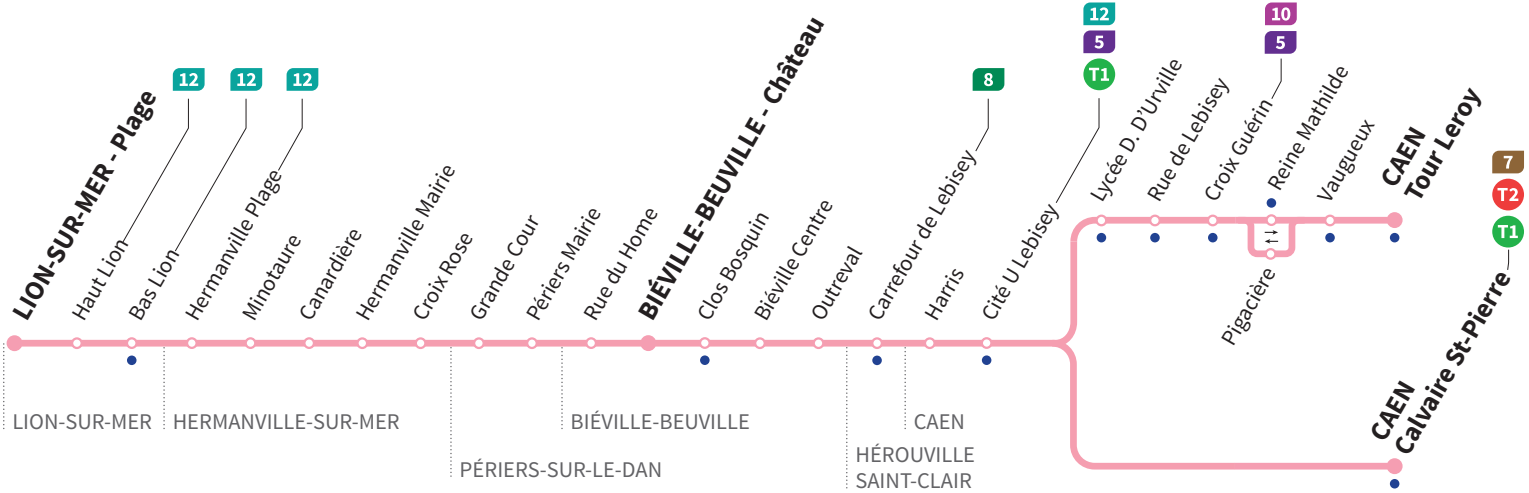 LION-SUR-MER - Plage
Haut Lion
12
Bas Lion
12
Hermanville Plage
12
Minotaure
Canardière
Hermanville Mairie
Croix Rose
Grande Cour
Périers Mairie
Rue du Home
BIÉVILLE-BEUVILLE - Château
Clos Bosquin
Biéville Centre
Outreval
Carrefour de Lebisey
8
Harris
Cité U Lebisey
12
5
T1
Lycée D. D'Urville
Rue de Lebisey
Croix Guérin
10
5
Reine Mathilde
Pigacière
Vaugueux
CAEN
Tour Leroy
CAEN
Calvaire St-Pierre
7
T2
T1
LION-SUR-MER
HERMANVILLE-SUR-MER
PÉRIERS-SUR-LE-DAN
BIÉVILLE-BEUVILLE
HÉROUVILLE
SAINT-CLAIR
CAEN